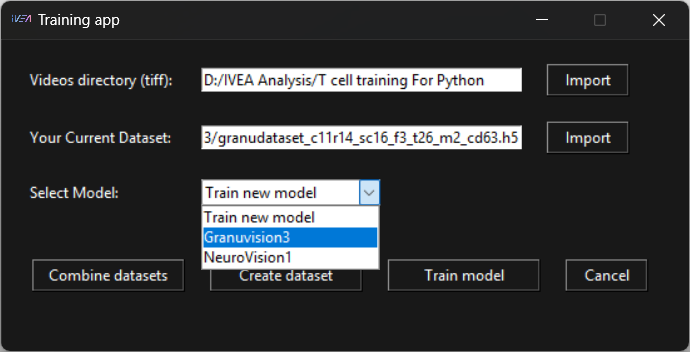 IVEA Training app
Videos directory (tiff): D:/IVEA Analysis/T cell training For Python Import
Your Current Dataset: 3/granudataset_c11r14_sc16_f3_t26_m2_cd63.h5 Import
Select Model: Train new model
Train new model
Granuvision3
NeuroVision1
Combine datasets Create dataset Train model Cancel